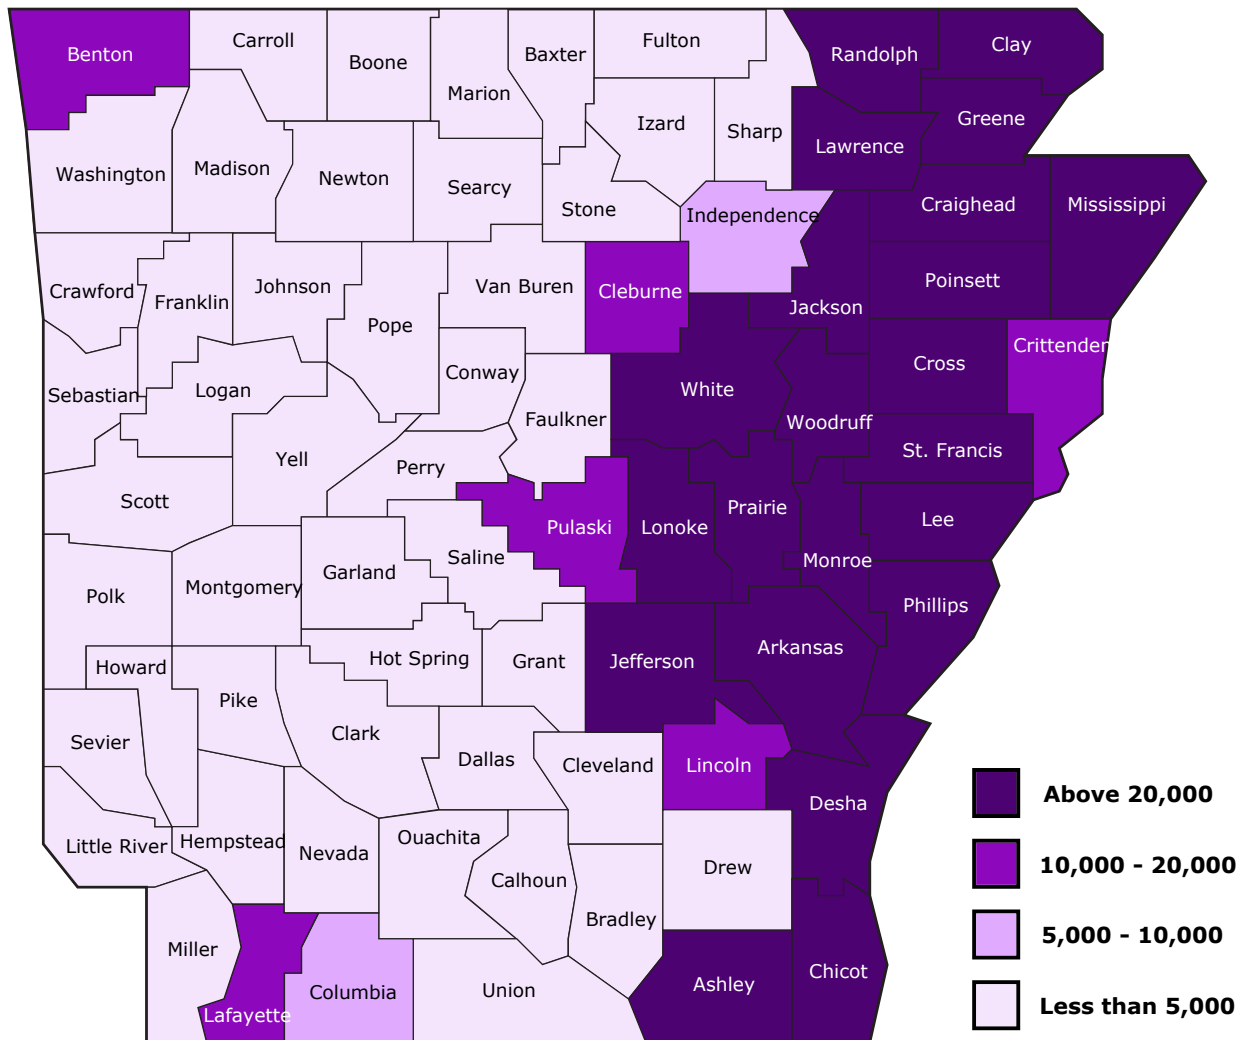 Benton
Carroll
Boone
Marion
Baxter
Fulton
Randolph
Clay
Washington
Madison
Newton
Searcy
Stone
Izard
Sharp
Lawrence
Greene
Independence
Craighead
Mississippi
Crawford
Franklin
Johnson
Pope
Van Buren
Cleburne
Jackson
Poinsett
Crittenden
Sebastian
Logan
Conway
Faulkner
White
Woodruff
Cross
St. Francis
Scott
Yell
Perry
Pulaski
Lonoke
Prairie
Monroe
Lee
Polk
Montgomery
Garland
Saline
Phillips
Howard
Pike
Hot Spring
Grant
Jefferson
Arkansas
Sevier
Clark
Dallas
Cleveland
Lincoln
Desha
Little River
Hempstead
Nevada
Ouachita
Calhoun
Bradley
Drew
Miller
Lafayette
Columbia
Union
Ashley
Chicot
Above 20,000
10,000 - 20,000
5,000 - 10,000
Less than 5,000